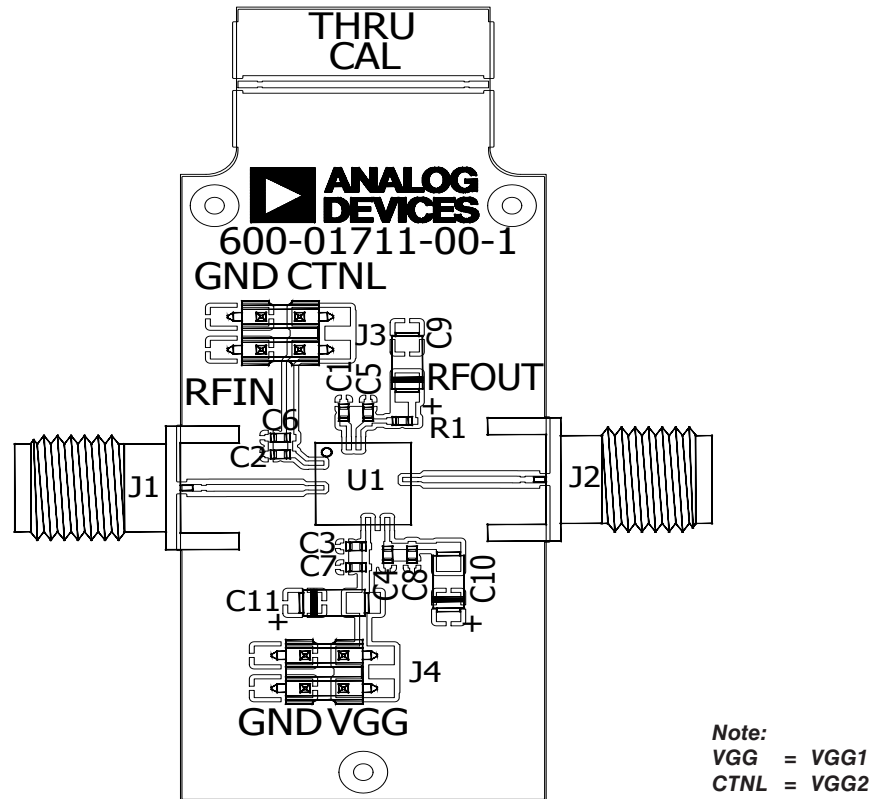 THRU
CAL
ANALOG
DEVICES
600-01711-00-1
GND CTNL
J3
C9
RFIN
C1
C5
RFOUT
+
R1
C6
C2
U1
J1
J2
C3
C7
C4
C8
C10
C11
+
+
J4
GND VGG
Note:
VGG = VGG1
CTNL = VGG2